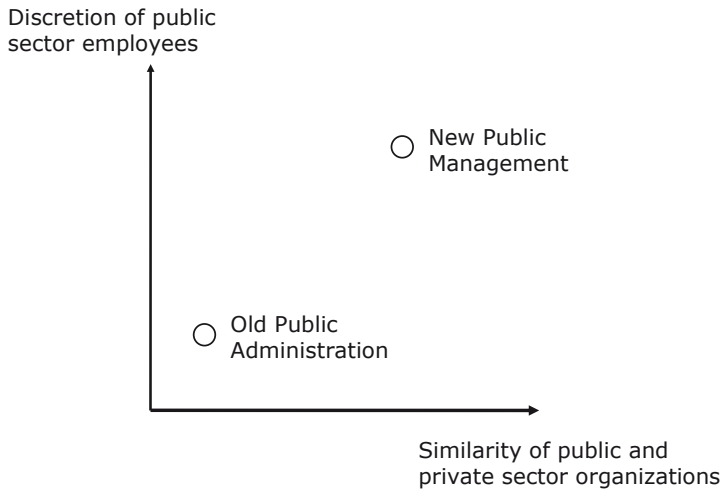 Discretion of public
sector employees
New Public
Management
Old Public
Administration
Similarity of public and
private sector organizations